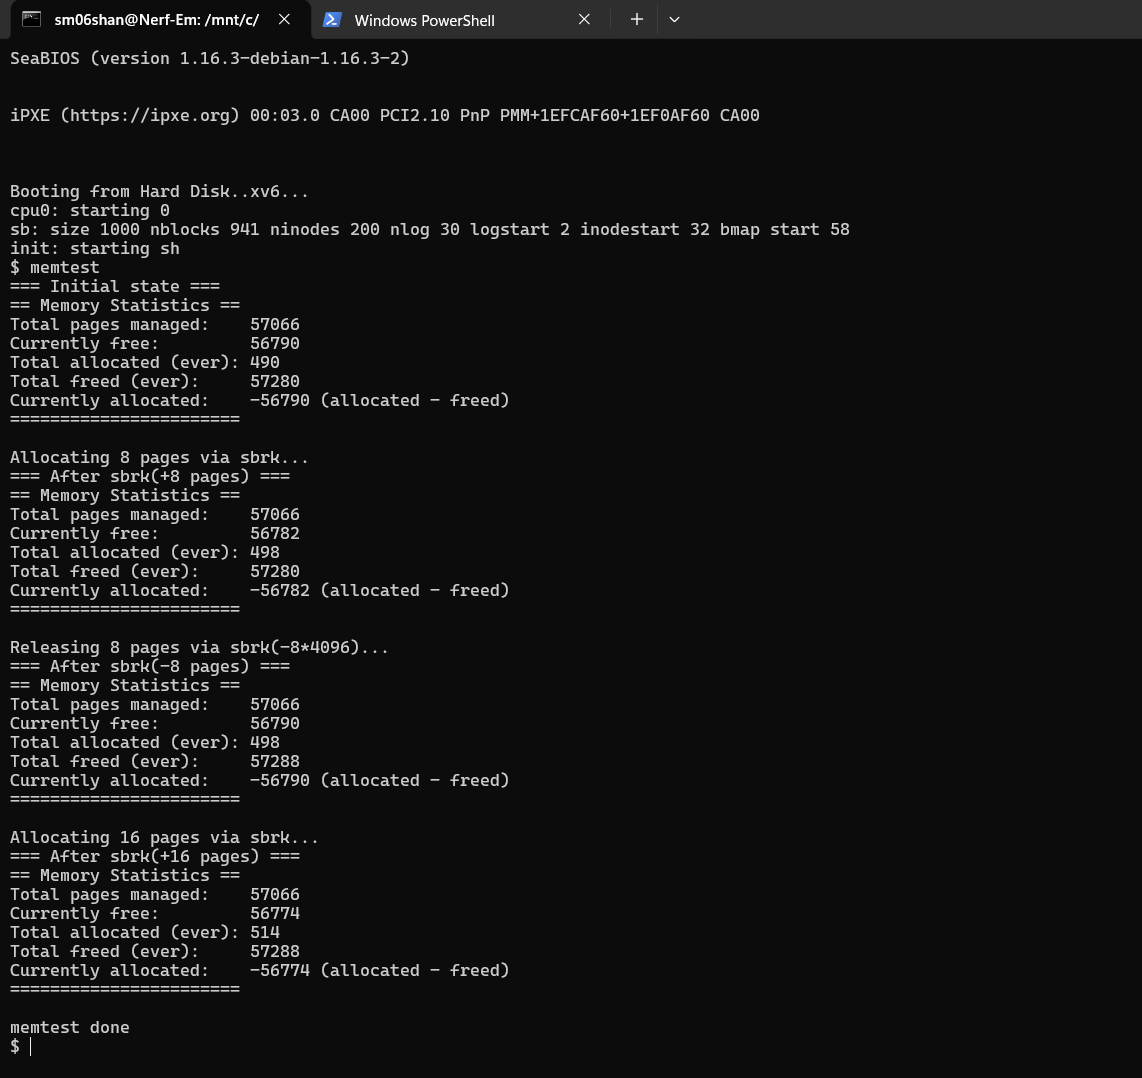 sm06shan@Nerf-Em: /mnt/c/
Windows PowerShell
SeaBIOS (version 1.16.3-debian-1.16.3-2)
iPXE (https://ipxe.org) 00:03.0 CA00 PCI2.10 PnP PMM+1EFCAF60+1EF0AF60 CA00
Booting from Hard Disk..xv6...
cpu0: starting 0
sb: size 1000 nblocks 941 ninodes 200 nlog 30 logstart 2 inodestart 32 bmap start 58
init: starting sh
$ memtest
=== Initial state ===
== Memory Statistics ==
Total pages managed:    57066
Currently free:         56790
Total allocated (ever): 490
Total freed (ever):     57280
Currently allocated:    -56790 (allocated - freed)
=======================
Allocating 8 pages via sbrk...
=== After sbrk(+8 pages) ===
== Memory Statistics ==
Total pages managed:    57066
Currently free:         56782
Total allocated (ever): 498
Total freed (ever):     57280
Currently allocated:    -56782 (allocated - freed)
=======================
Releasing 8 pages via sbrk(-8*4096)...
=== After sbrk(-8 pages) ===
== Memory Statistics ==
Total pages managed:    57066
Currently free:         56790
Total allocated (ever): 498
Total freed (ever):     57288
Currently allocated:    -56790 (allocated - freed)
=======================
Allocating 16 pages via sbrk...
=== After sbrk(+16 pages) ===
== Memory Statistics ==
Total pages managed:    57066
Currently free:         56774
Total allocated (ever): 514
Total freed (ever):     57288
Currently allocated:    -56774 (allocated - freed)
=======================
memtest done
$